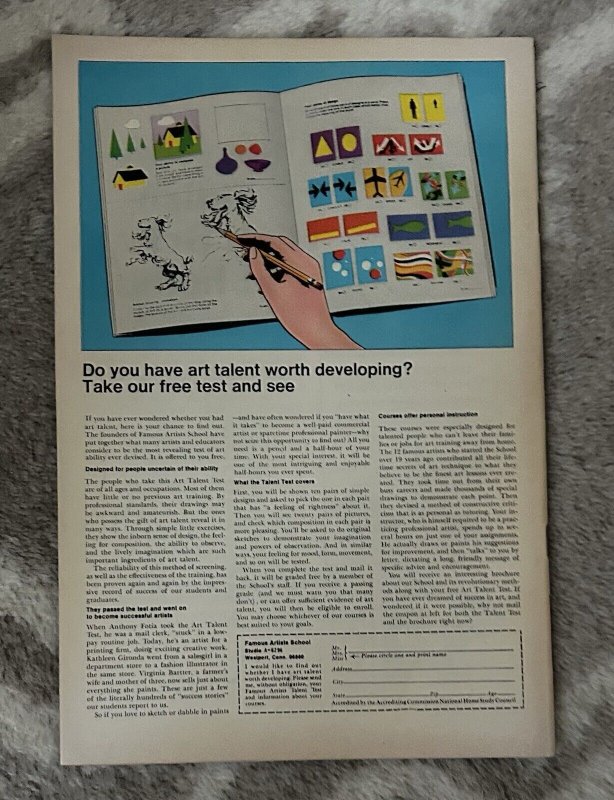 Do you have art talent worth developing?
Take our free test and see
If you have ever wondered whether you had
art talent, here is your chance to find out.
The founders of Famous Artists School have
put together what many artists and educators
consider to be the most revealing test of art
ability ever devised. It is offered to you free.
Designed for people uncertain of their ability
The people who take this Art Talent Test
are of all ages and occupations. Most of them
have little or no previous art training. By
professional standards, their drawings may
be awkward and amateurish. But the ones
who possess the gift of art talent reveal it in
many ways. Through simple little exercises,
they show the inborn sense of design, the feel-
ing for composition, the ability to observe,
and the lively imagination which are such
important ingredients of art talent.
The reliability of this method of screening,
as well as the effectiveness of the training, has
been proven again and again by the impres-
sive record of success of our students and
graduates.
They passed the test and went on
to become successful artists
When Anthony Fotia took the Art Talent
Test, he was a mail clerk, "stuck" in a low-
pay routine job. Today, he's an artist for a
printing firm, doing exciting creative work.
Kathleen Gironda went from a salesgirl in a
department store to a fashion illustrator in
the same store. Virginia Bartter, a farmer's
wife and mother of three, now sells just about
everything she paints. These are just a few
of the literally hundreds of "success stories"
our students report to us.
So if you love to sketch or dabble in paints
—and have often wondered if you "have what
it takes" to become a well-paid commercial
artist or sparetime professional painter—why
not seize this opportunity to find out? All you
need is a pencil and a half-hour of your
time. With your special interest, it will be
one of the most intriguing and enjoyable
half-hours you ever spent.
What the Talent Test covers
First, you will be shown ten pairs of simple
designs and asked to pick the one in each pair
that has "a feeling of rightness" about it.
Then you will see twenty pairs of pictures,
and check which composition in each pair is
more pleasing. You'll be asked to do original
sketches to demonstrate your imagination
and powers of observation. And in similar
ways, your feeling for mood, form, movement,
and so on will be tested.
When you complete the test and mail it
back, it will be graded free by a member of
the School's staff. If you receive a passing
grade (and we must warn you that many
don't), or can offer sufficient evidence of art
talent, you will then be eligible to enroll.
You may choose whichever of our courses is
best suited to your goals.
Courses offer personal instruction
These courses were especially designed for
talented people who can't leave their fami-
lies or jobs for art training away from home.
The 12 famous artists who started the School
over 19 years ago contributed all their life-
time secrets of art technique to what they
believe to be the finest art lessons ever cre-
ated. They took time out from their own
busy careers and made thousands of special
drawings to demonstrate each point. Then
they devised a method of constructive criti-
cism that is as personal as tutoring. Your in-
structor, who is himself required to be a prac-
ticing professional artist, spends up to sev-
eral hours on just one of your assignments.
He actually draws or paints his suggestions
for improvement, and then "talks" to you by
letter, dictating a long, friendly message of
specific advice and encouragement.
You will receive an interesting brochure
about our School and its revolutionary meth-
ods along with your free Art Talent Test. If
you have ever dreamed of success in art, and
wondered if it were possible, why not mail
the coupon at left for both the Talent Test
and the brochure right now?
Famous Artists School
Westport, Conn. 06880
I would like to find out
whether I have art talent
worth developing. Please send
me, without obligation, your
Famous Artists Talent Test
and information about your
courses.
Mr.
Mrs.
Miss
Please circle one and print name
Address
City
State Zip Age
Accredited by the Accrediting Commission National Home Study Council